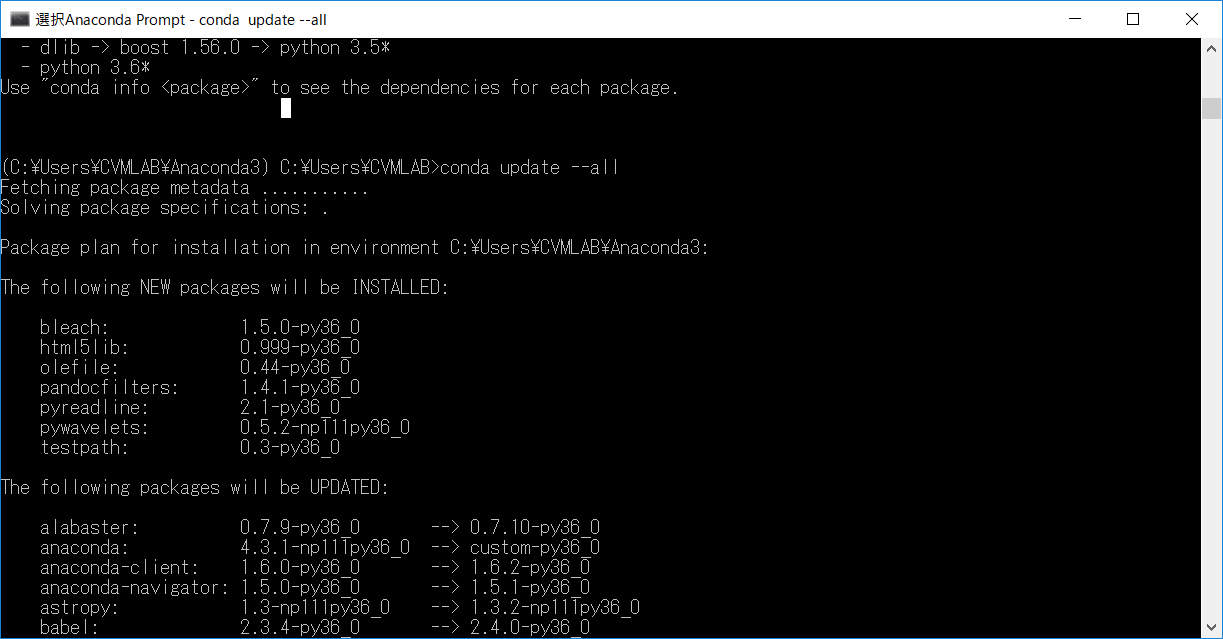 選択Anaconda Prompt - conda  update --all
- dlib -> boost 1.56.0 -> python 3.5*
- python 3.6*
Use "conda info <package>" to see the dependencies for each package.
(C:¥Users¥CVMLAB¥Anaconda3) C:¥Users¥CVMLAB>conda update --all
Fetching package metadata ...........
Solving package specifications: .
Package plan for installation in environment C:¥Users¥CVMLAB¥Anaconda3:
The following NEW packages will be INSTALLED:
bleach: 1.5.0-py36_0
html5lib: 0.999-py36_0
olefile: 0.44-py36_0
pandocfilters: 1.4.1-py36_0
pyreadline: 2.1-py36_0
pywavelets: 0.5.2-np111py36_0
testpath: 0.3-py36_0
The following packages will be UPDATED:
alabaster: 0.7.9-py36_0 --> 0.7.10-py36_0
anaconda: 4.3.1-np111py36_0 --> custom-py36_0
anaconda-client: 1.6.0-py36_0 --> 1.6.2-py36_0
anaconda-navigator: 1.5.0-py36_0 --> 1.5.1-py36_0
astropy: 1.3-np111py36_0 --> 1.3.2-np111py36_0
babel: 2.3.4-py36_0 --> 2.4.0-py36_0